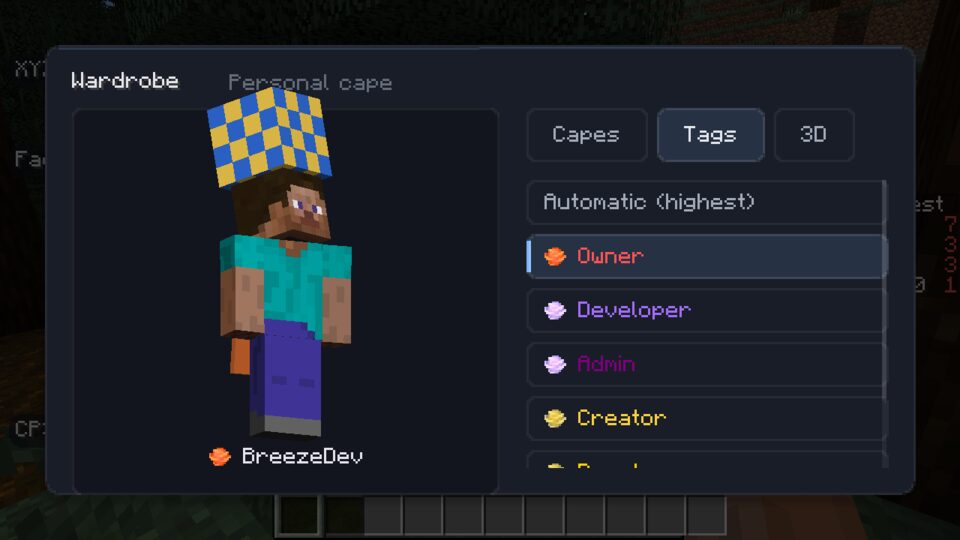 Wardrobe
Personal cape
Capes
Tags
3D
Automatic (highest)
Owner
Developer
Admin
Creator
BreezeDev